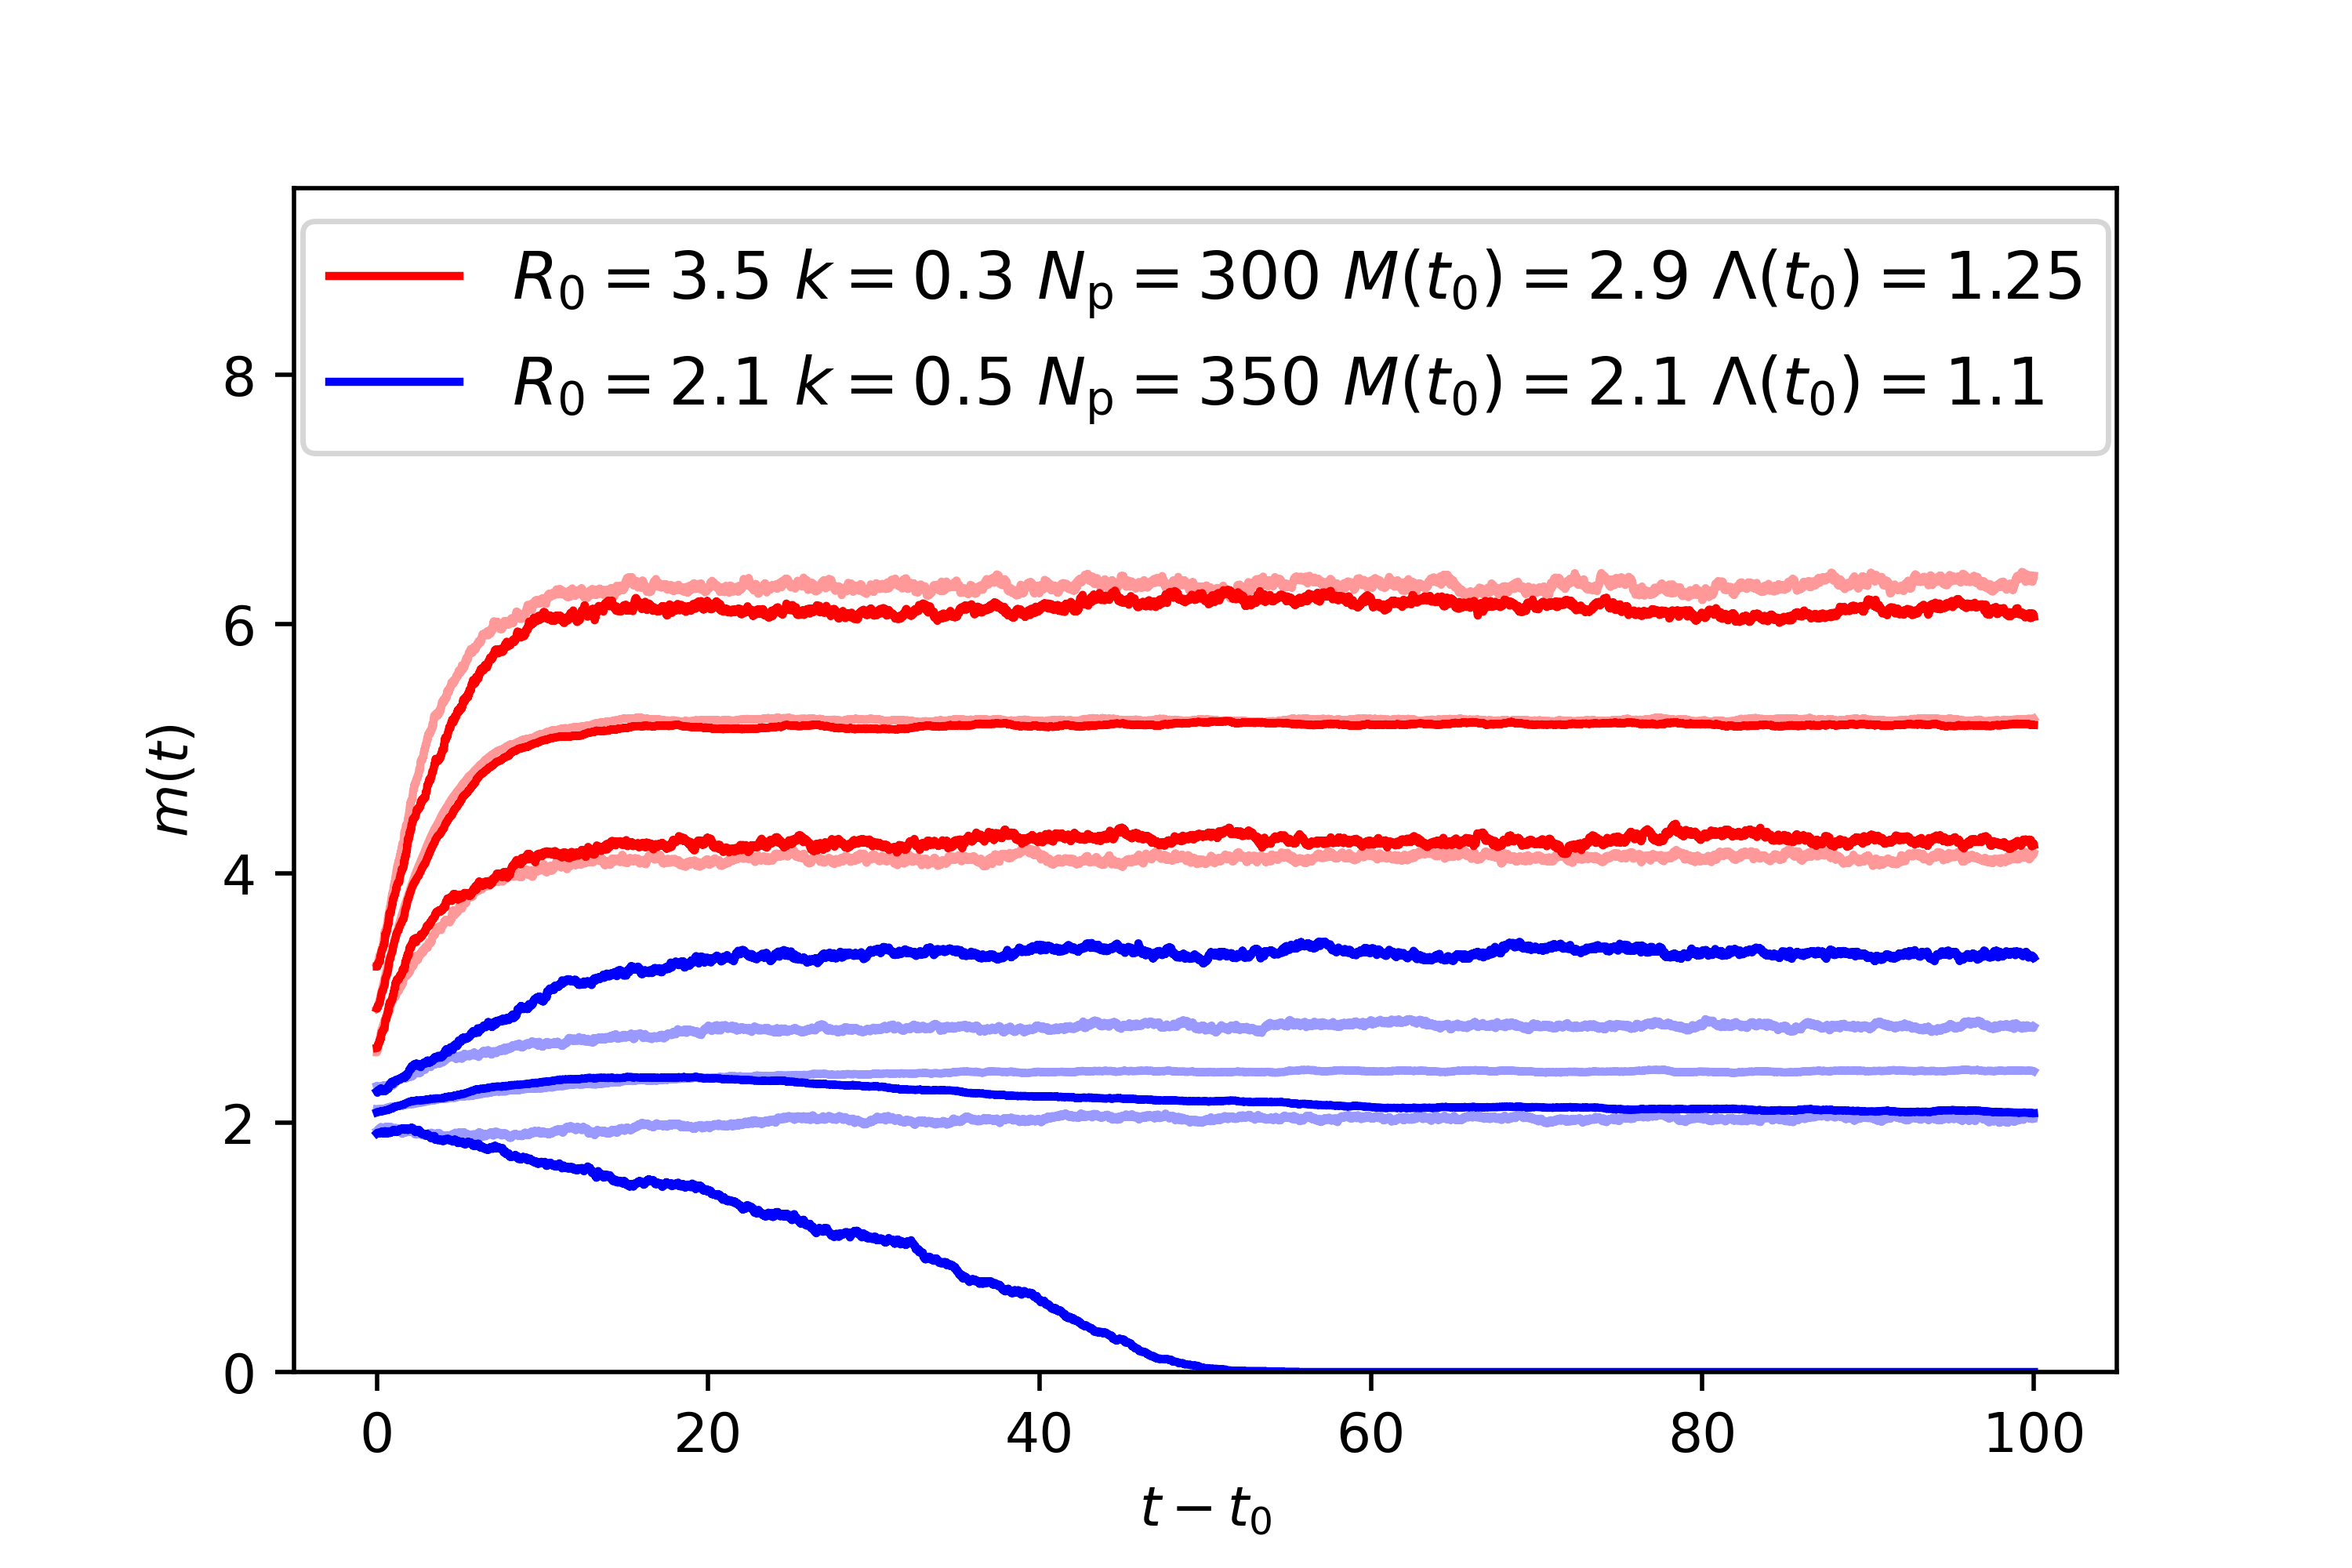 R₀ = 3.5 k = 0.3 Nₚ = 300 M(t₀) = 2.9 Λ(t₀) = 1.25
R₀ = 2.1 k = 0.5 Nₚ = 350 M(t₀) = 2.1 Λ(t₀) = 1.1
8
6
4
2
0
m(t)
0 20 40 60 80 100
t − t₀